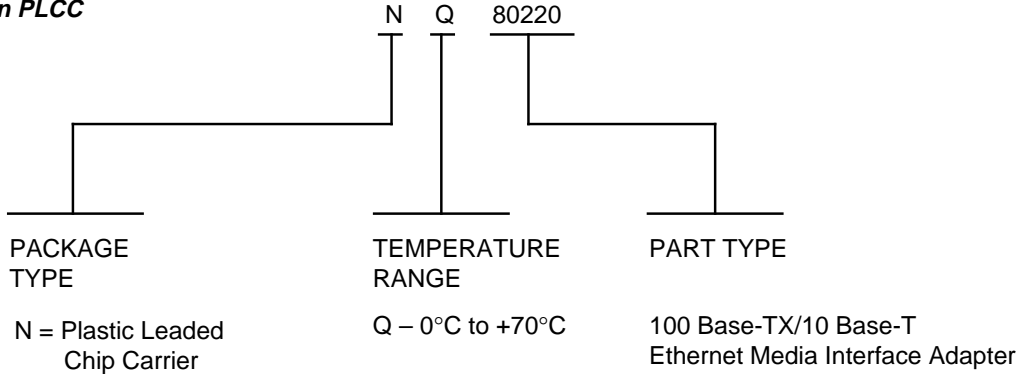 n PLCC
N Q 80220
PACKAGE TYPE
N = Plastic Leaded
Chip Carrier
TEMPERATURE
RANGE
Q – 0°C to +70°C
PART TYPE
100 Base-TX/10 Base-T
Ethernet Media Interface Adapter